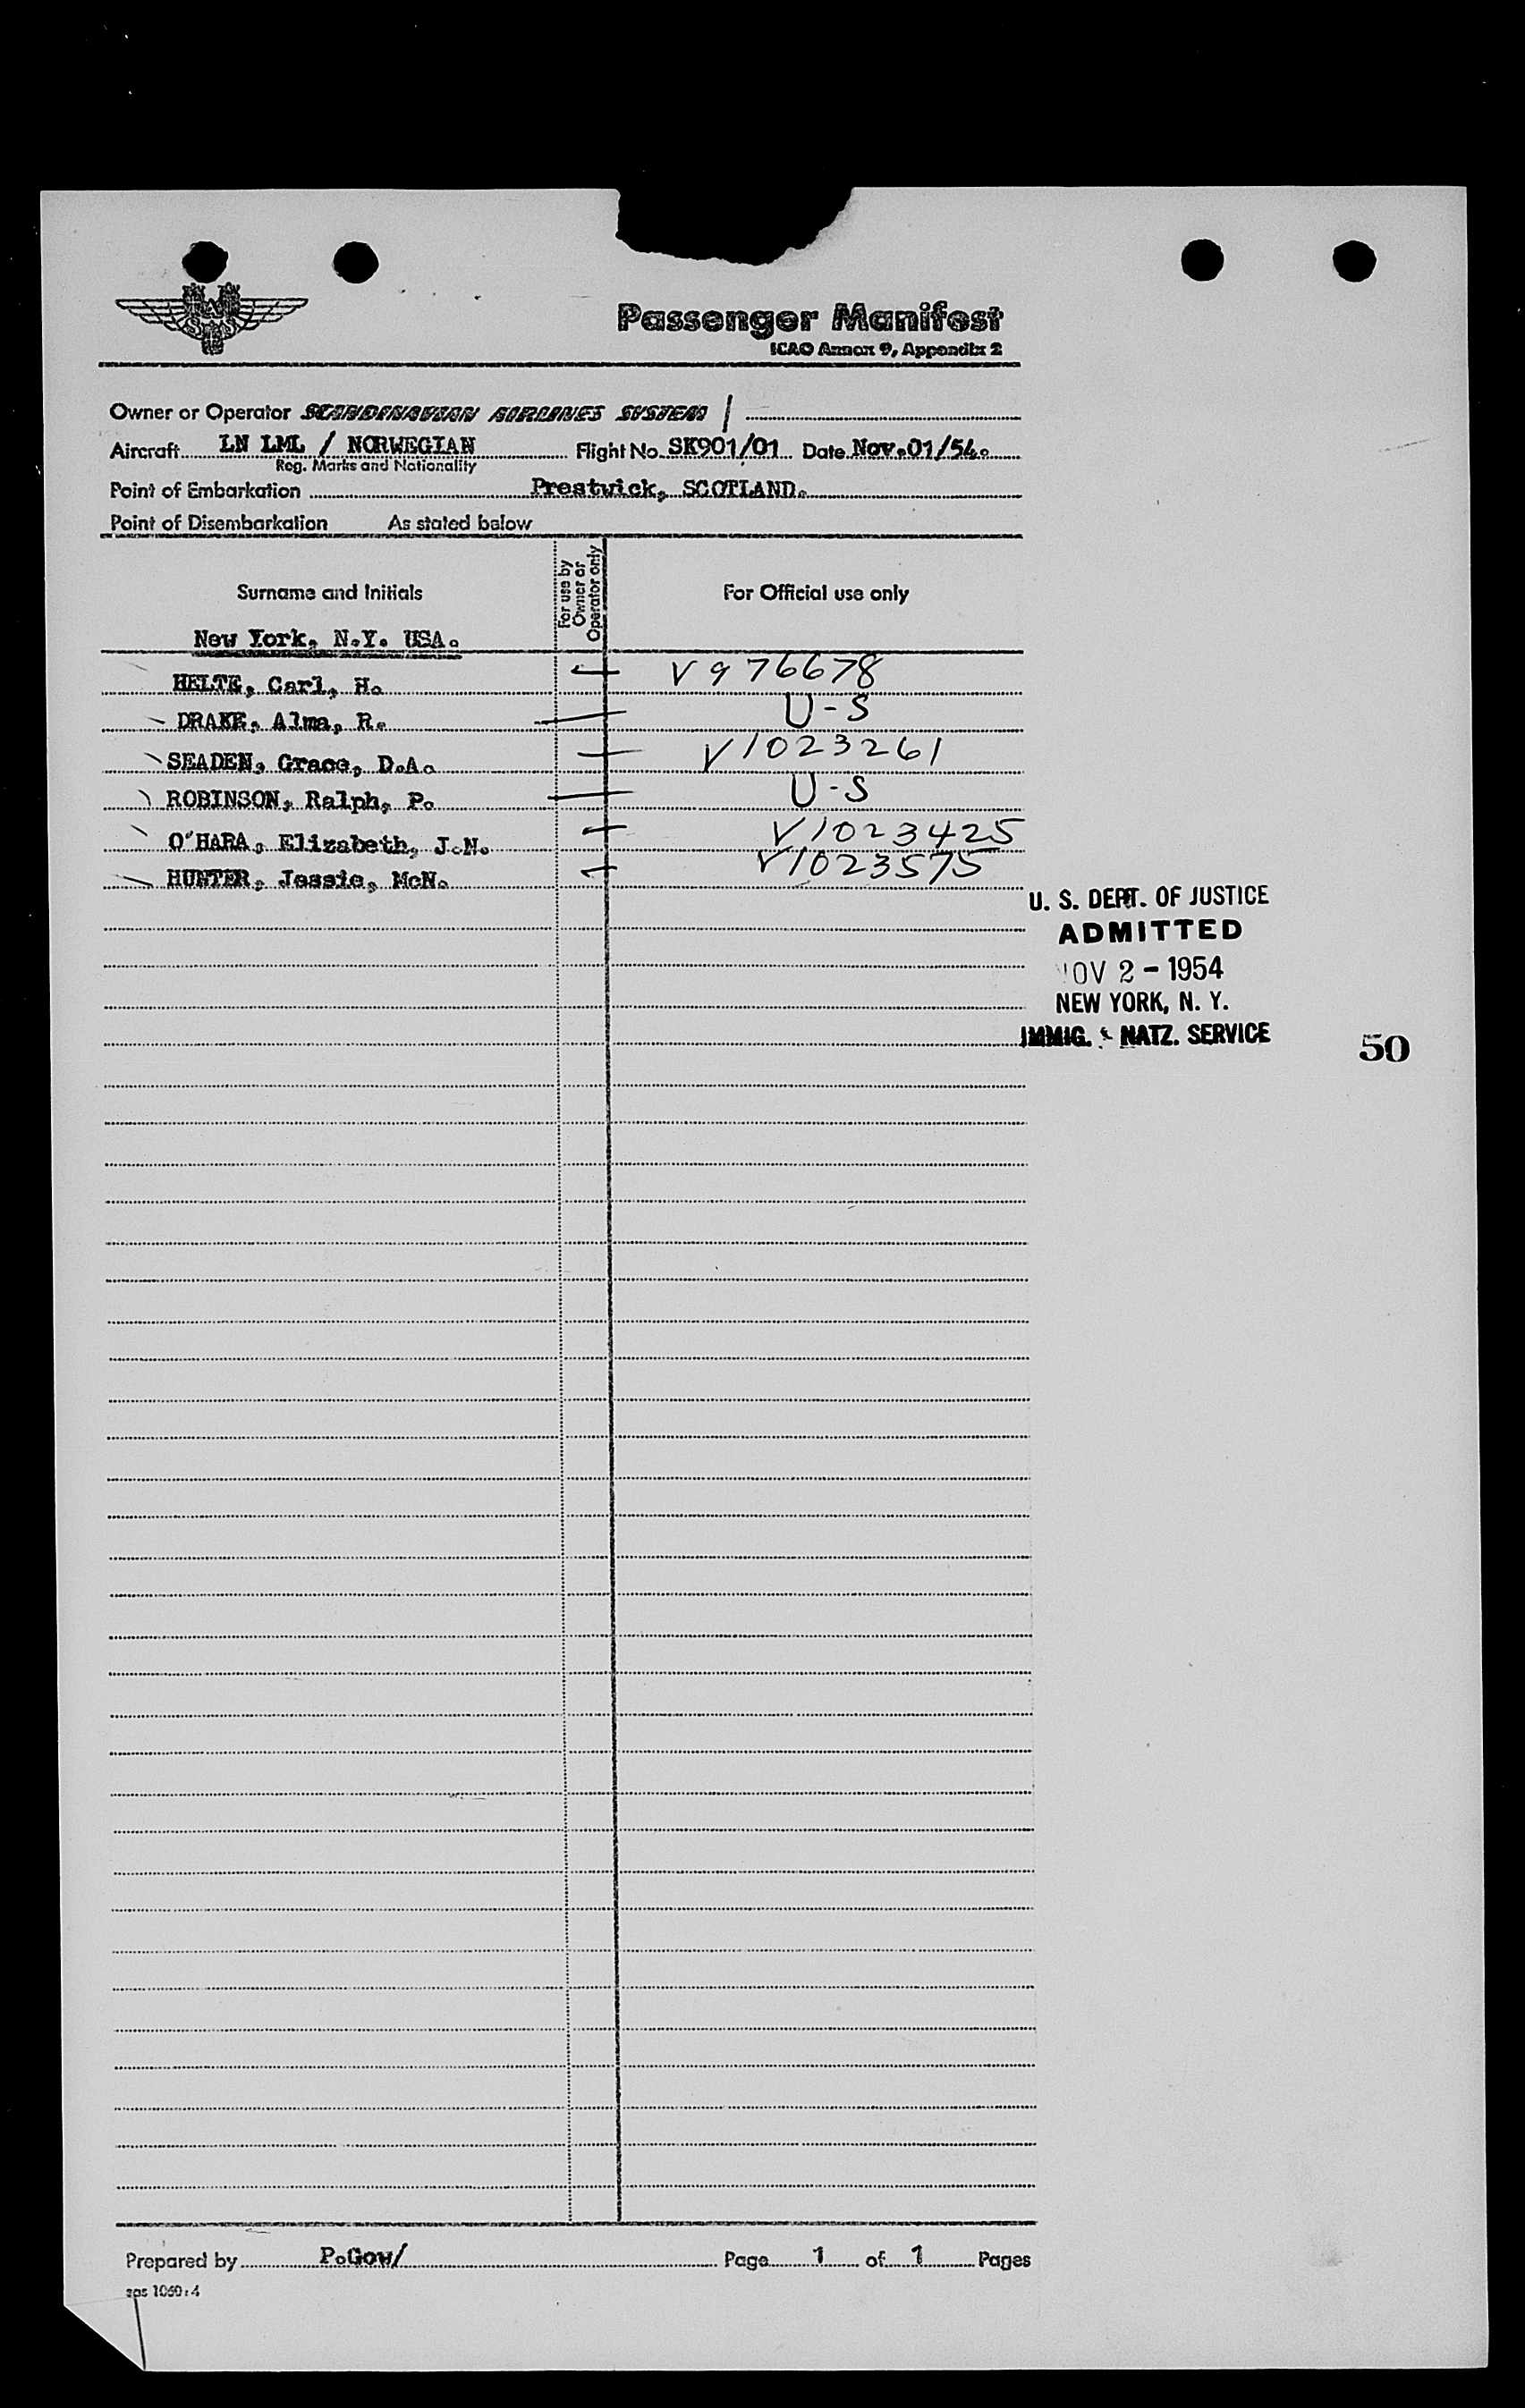 SAS
Passenger Manifest
ICAO Annex 9, Appendix 2
Owner or Operator SCANDINAVIAN AIRLINES SYSTEM /
Aircraft LN LML / NORWEGIAN Flight No. SK901/01 Date Nov.01/54.
Reg. Marks and Nationality
Point of Embarkation Prestwick, SCOTLAND.
Point of Disembarkation As stated below
Surname and Initials For use by Owner or Operator only For Official use only
New York, N.Y. USA.
HELTE, Carl, H. V976678
DRAKE, Alma, R. U-S
SEADEN, Grace, D.A. V1023261
ROBINSON, Ralph, P. U-S
O'HARA, Elizabeth, J.N. V1023425
HUNTER, Jessie, McN. V1023575
U. S. DEPT. OF JUSTICE
ADMITTED
NOV 2 - 1954
NEW YORK, N. Y.
IMMIG. & NATZ. SERVICE
50
Prepared by P.Gow/ Page 1 of 1 Pages
sas 1060:4